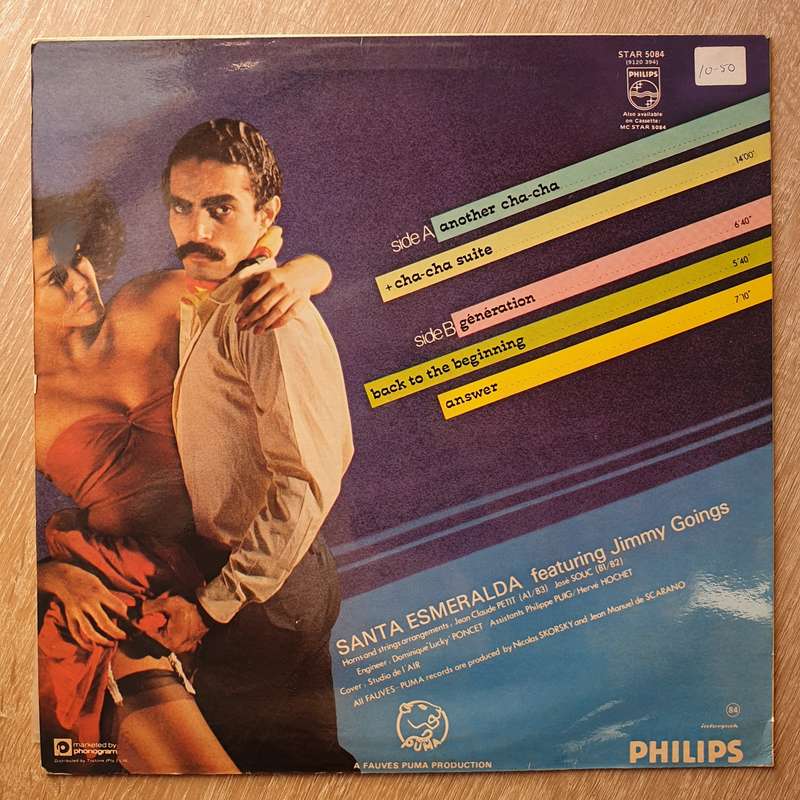 STAR 5084
(9120 394)
PHILIPS
Also available
on Cassette:
MC STAR 5084
10-50
side A another cha-cha
+ cha-cha suite 14'00"
side B génération 6'40"
back to the beginning 5'40"
answer 7'10"
SANTA ESMERALDA featuring Jimmy Goings
Horns and strings arrangements : Jean Claude PETIT (A1/B3) José SOUC (B1/B2)
Engineer : Dominique Lucky PONCET Assistants Philippe PUIG / Hervé HOCHET
Cover : Studio de l'AIR
All FAUVES-PUMA records are produced by Nicolas SKORSKY and Jean Manuel de SCARANO
PUMA
A FAUVES PUMA PRODUCTION
84
interpak
PHILIPS
p
marketed by
phonogram